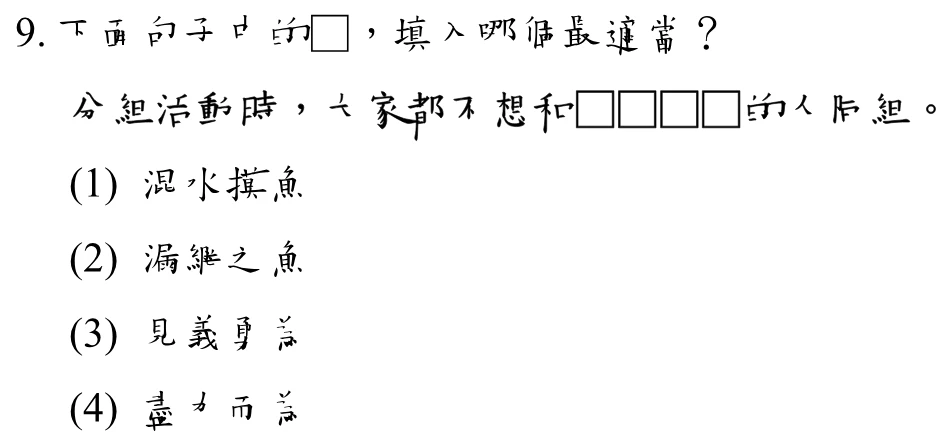 9. 下面句子中的□，填入哪個最適當？
分組活動時，大家都不想和□□□□的人同組。
(1) 混水摸魚
(2) 漏網之魚
(3) 見義勇為
(4) 盡力而為